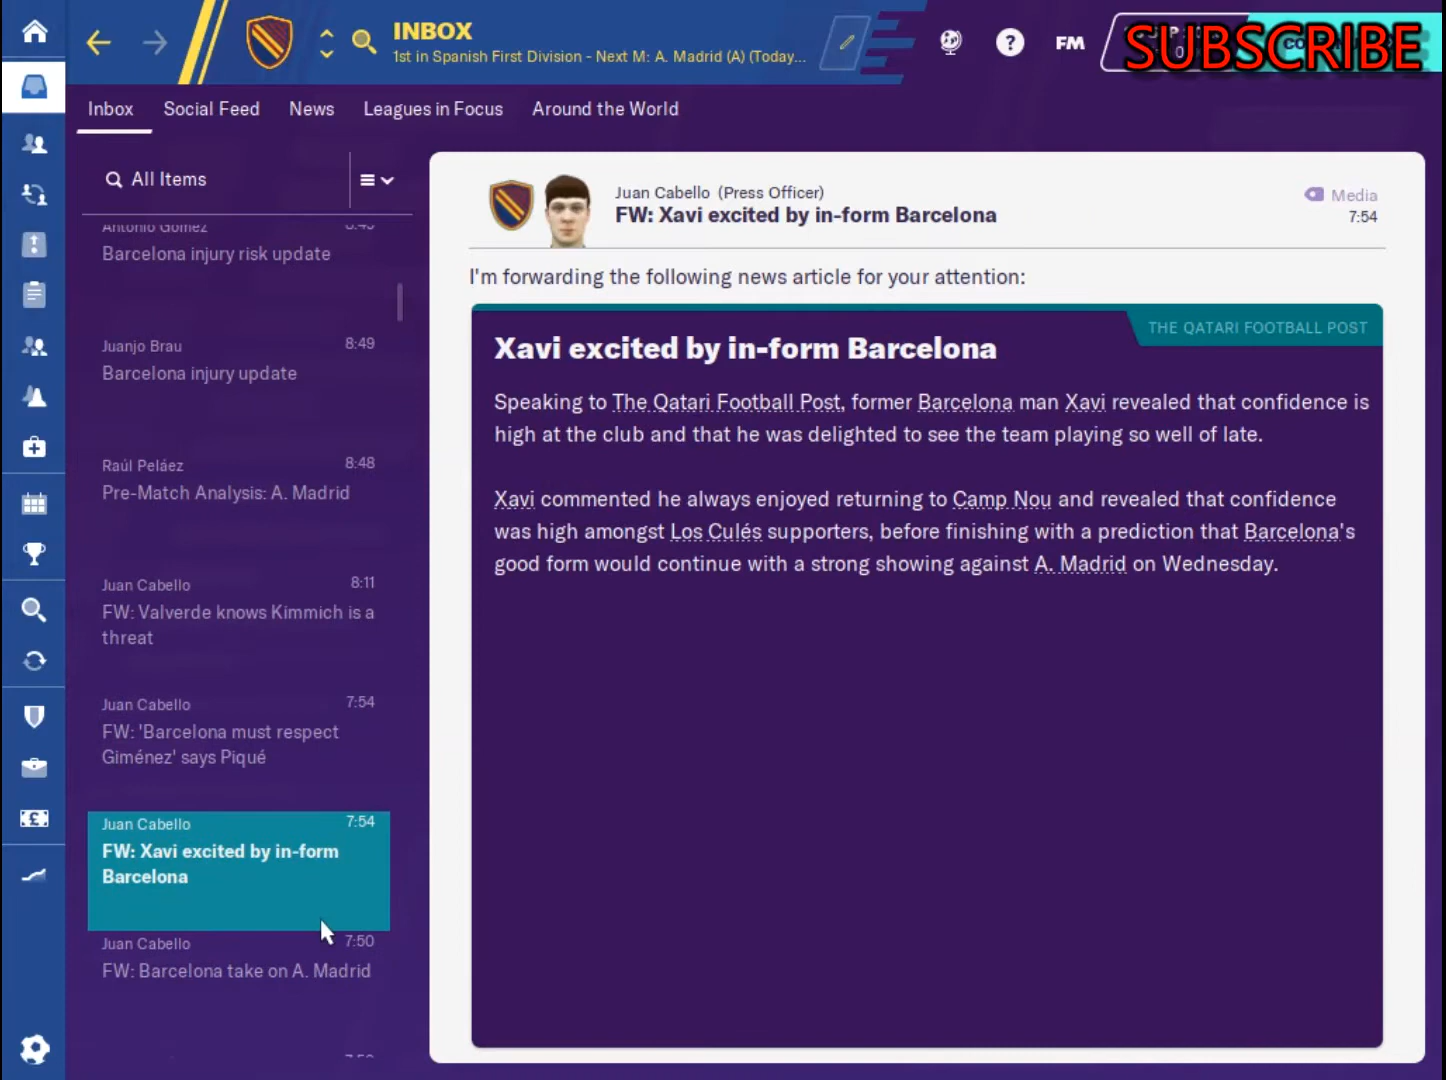 INBOX
1st in Spanish First Division - Next M: A. Madrid (A) (Today...
?
FM
SUBSCRIBE
Inbox
Social Feed
News
Leagues in Focus
Around the World
All Items
Antonio Gomez
Barcelona injury risk update
Juanjo Brau
8:49
Barcelona injury update
Raúl Peláez
8:48
Pre-Match Analysis: A. Madrid
Juan Cabello
8:11
FW: Valverde knows Kimmich is a
threat
Juan Cabello
7:54
FW: 'Barcelona must respect
Giménez' says Piqué
Juan Cabello
7:54
FW: Xavi excited by in-form
Barcelona
Juan Cabello
7:50
FW: Barcelona take on A. Madrid
Juan Cabello (Press Officer)
Media
FW: Xavi excited by in-form Barcelona
7:54
I'm forwarding the following news article for your attention:
THE QATARI FOOTBALL POST
Xavi excited by in-form Barcelona
Speaking to The Qatari Football Post, former Barcelona man Xavi revealed that confidence is
high at the club and that he was delighted to see the team playing so well of late.
Xavi commented he always enjoyed returning to Camp Nou and revealed that confidence
was high amongst Los Culés supporters, before finishing with a prediction that Barcelona's
good form would continue with a strong showing against A. Madrid on Wednesday.